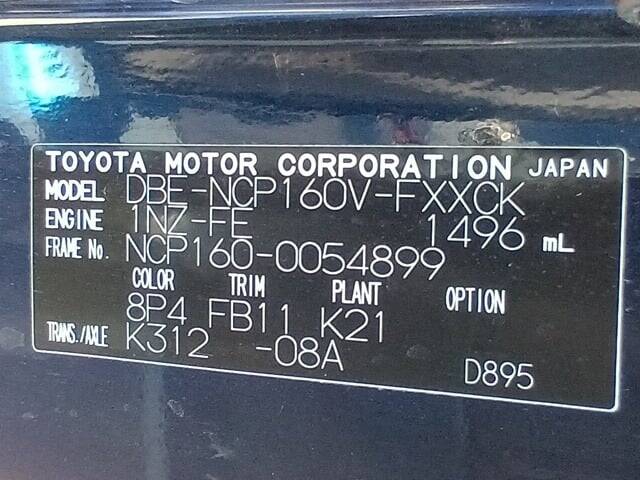 TOYOTA MOTOR CORPORATION JAPAN
MODEL DBE-NCP160V-FXXCK
ENGINE 1NZ-FE 1496 mL
FRAME No. NCP160-0054899
COLOR TRIM PLANT OPTION
8P4 FB11 K21
TRANS./AXLE K312 -08A D895